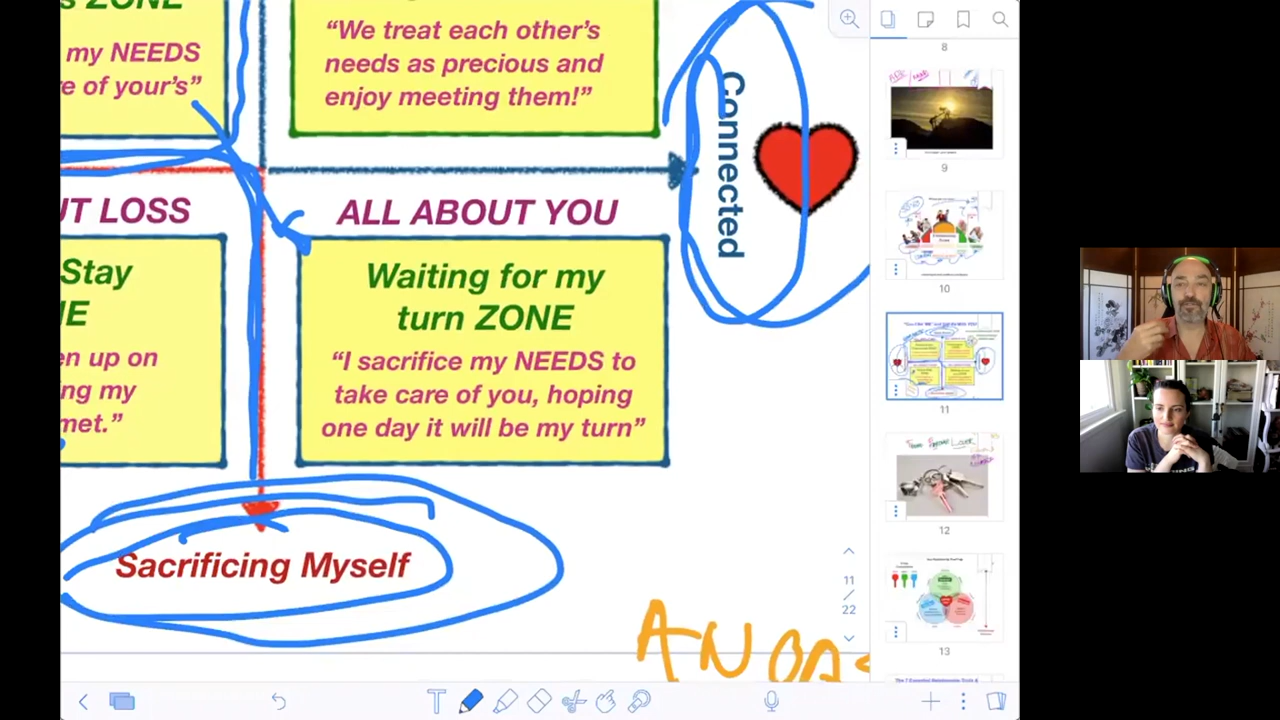 ZONE
my NEEDS
re of your's”
“We treat each other's
needs as precious and
enjoy meeting them!”
Connected
UT LOSS
Stay
en up on
ng my
met.”
ALL ABOUT YOU
Waiting for my
turn ZONE
“I sacrifice my NEEDS to
take care of you, hoping
one day it will be my turn”
Sacrificing Myself
11
/
22
8
9
10
11
12
13